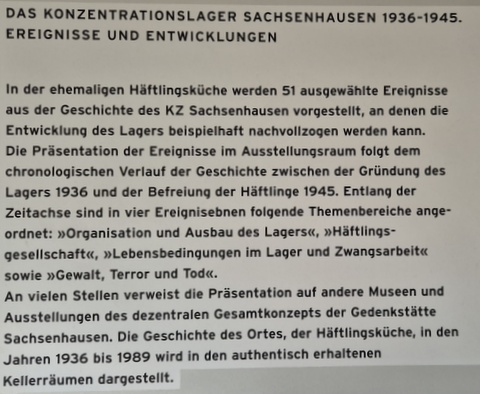 DAS KONZENTRATIONSLAGER SACHSENHAUSEN 1936-1945.
EREIGNISSE UND ENTWICKLUNGEN
In der ehemaligen Häftlingsküche werden 51 ausgewählte Ereignisse
aus der Geschichte des KZ Sachsenhausen vorgestellt, an denen die
Entwicklung des Lagers beispielhaft nachvollzogen werden kann.
Die Präsentation der Ereignisse im Ausstellungsraum folgt dem
chronologischen Verlauf der Geschichte zwischen der Gründung des
Lagers 1936 und der Befreiung der Häftlinge 1945. Entlang der
Zeitachse sind in vier Ereignisebnen folgende Themenbereiche ange-
ordnet: »Organisation und Ausbau des Lagers«, »Häftlings-
gesellschaft«, »Lebensbedingungen im Lager und Zwangsarbeit«
sowie »Gewalt, Terror und Tod«.
An vielen Stellen verweist die Präsentation auf andere Museen und
Ausstellungen des dezentralen Gesamtkonzepts der Gedenkstätte
Sachsenhausen. Die Geschichte des Ortes, der Häftlingsküche, in den
Jahren 1936 bis 1989 wird in den authentisch erhaltenen
Kellerräumen dargestellt.